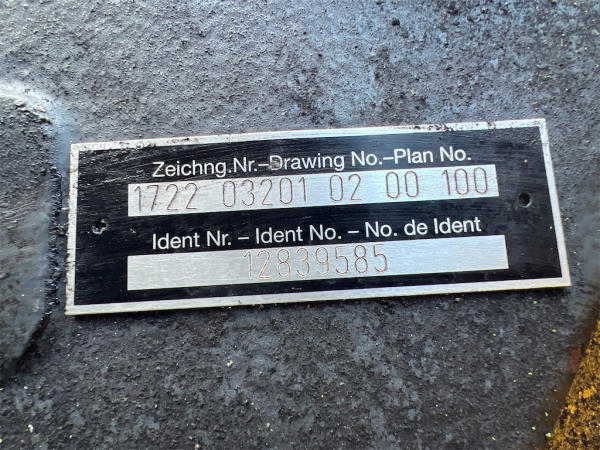 Zeichng.Nr.–Drawing No.–Plan No.
1722 03201 02 00 100
Ident Nr. – Ident No. – No. de Ident
12839585